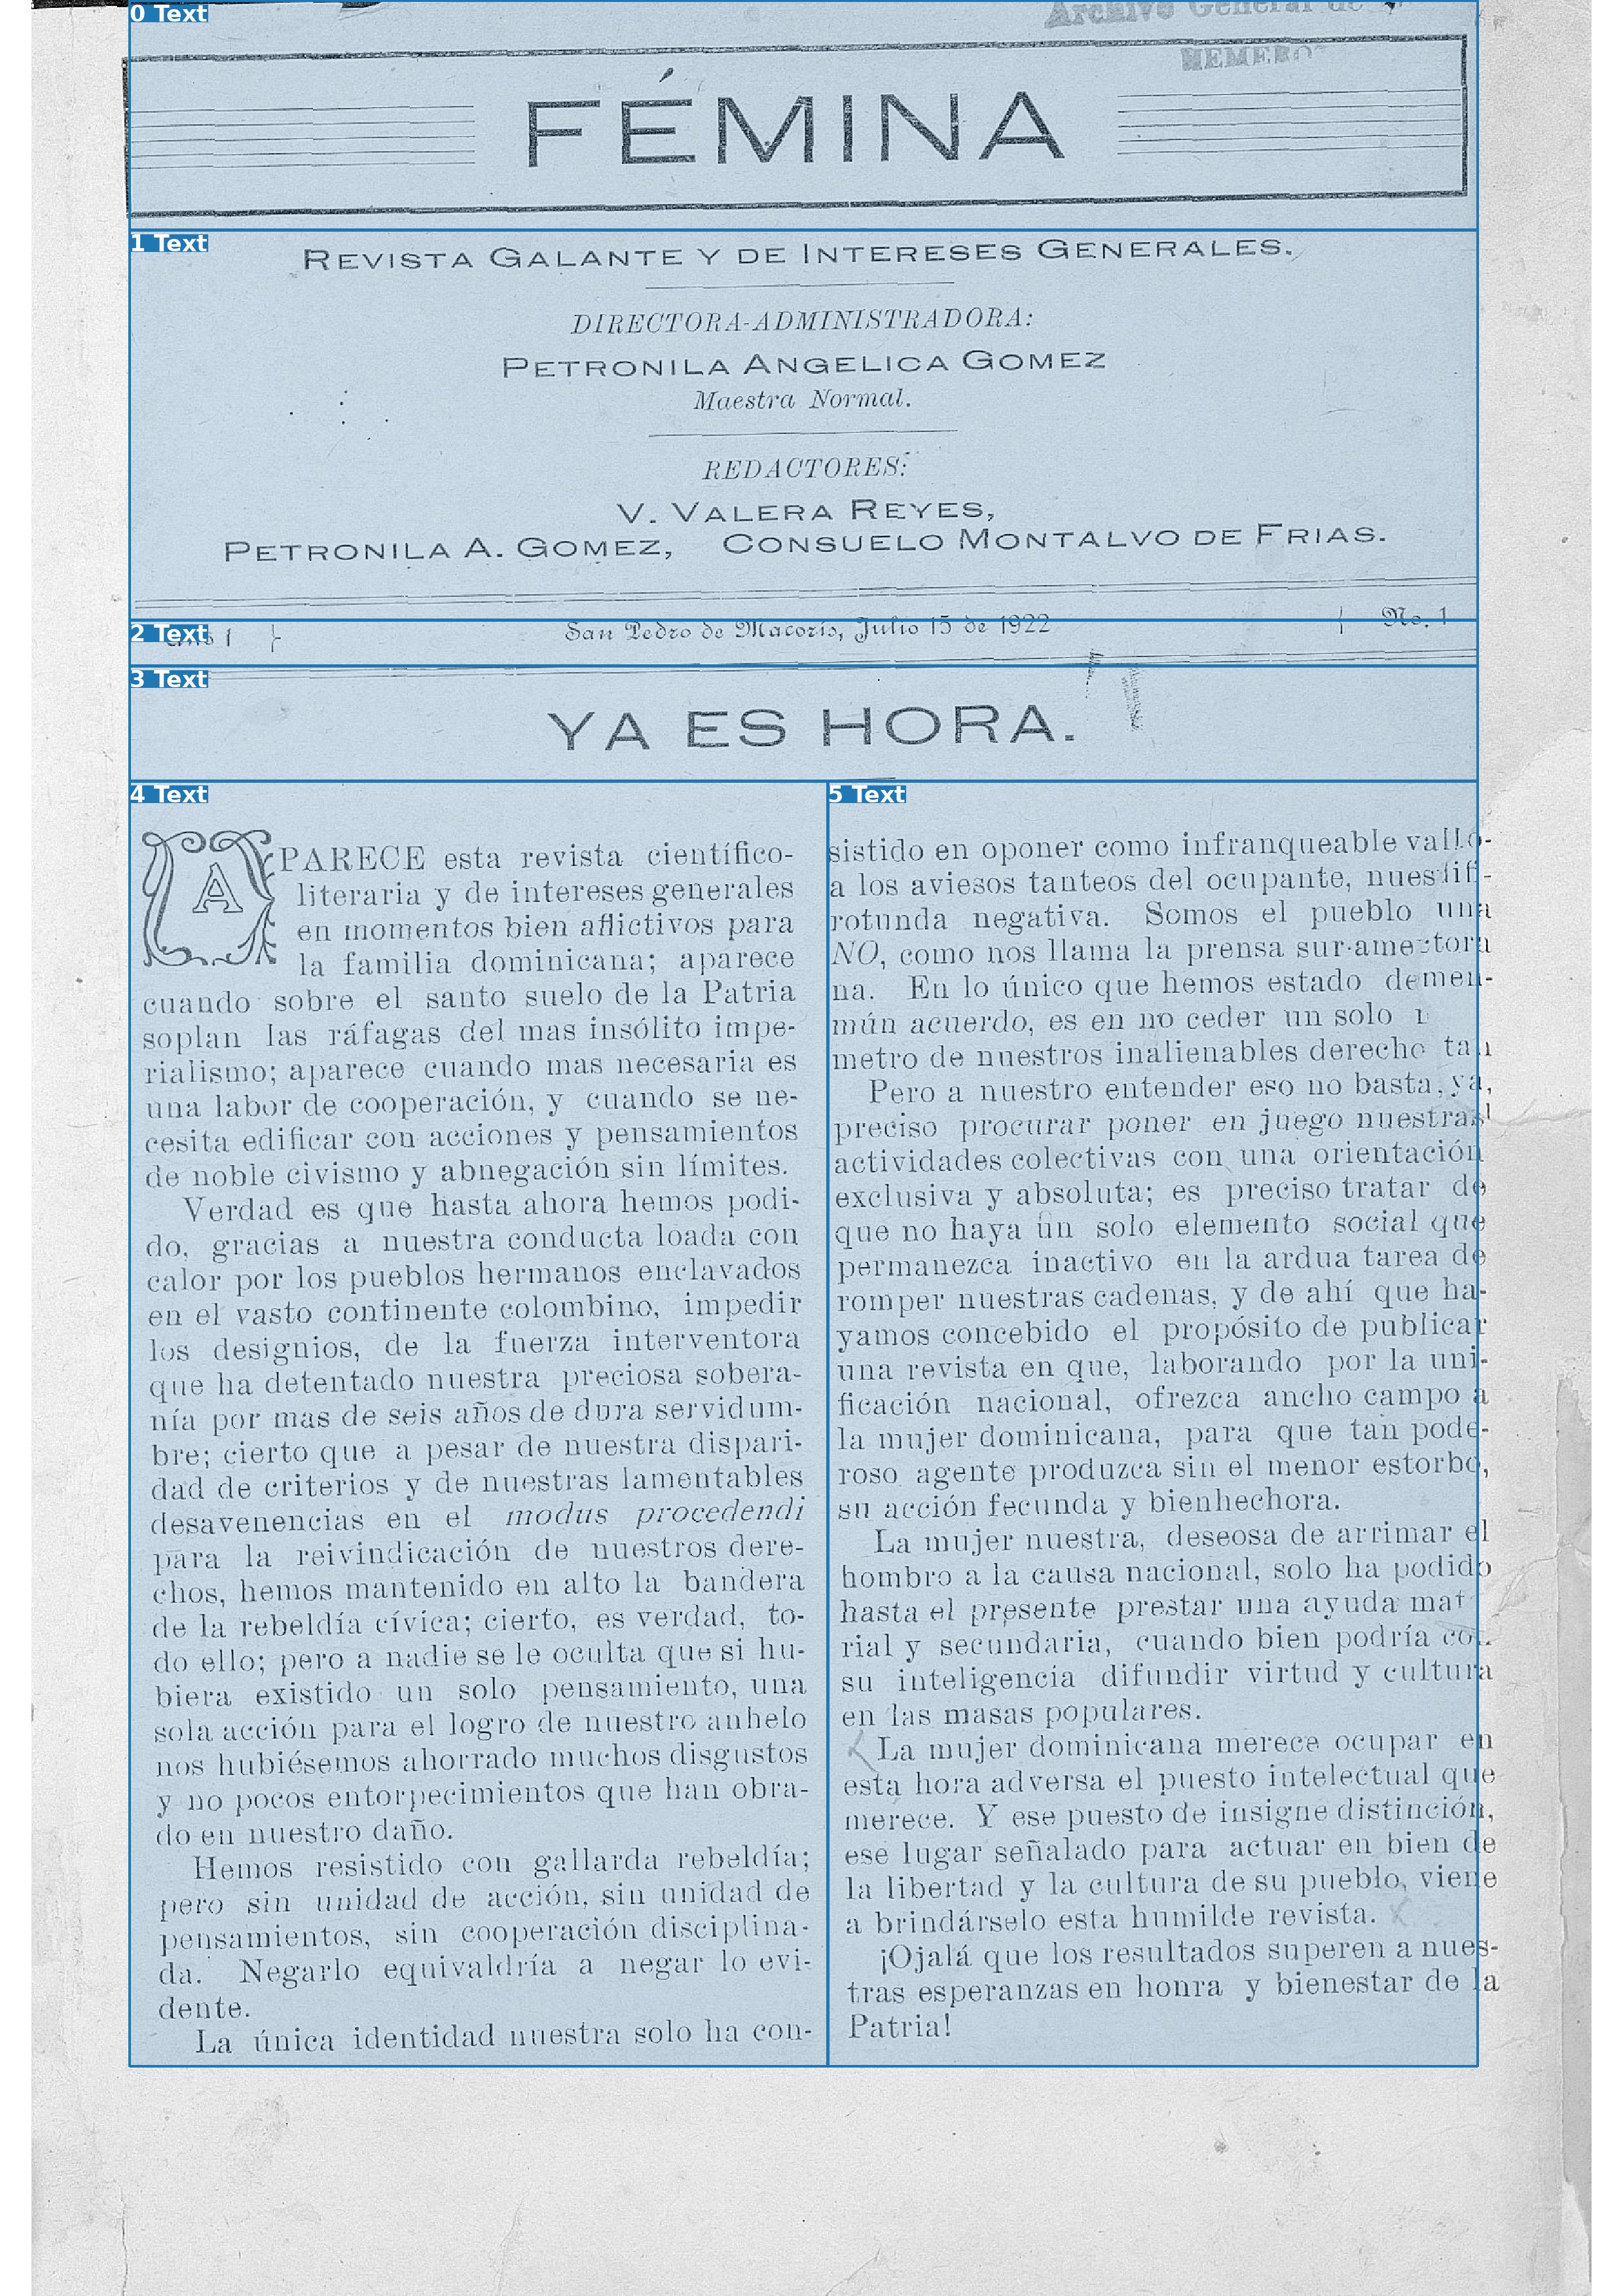 Archivo General de
HEMERO
FÉMINA
REVISTA GALANTE Y DE INTERESES GENERALES.
DIRECTORA-ADMINISTRADORA:
PETRONILA ANGELICA GOMEZ
Maestra Normal.
REDACTORES:
V. VALERA REYES,
PETRONILA A. GOMEZ, CONSUELO MONTALVO DE FRIAS.
1 San Pedro de Macorís, Julio 15 de 1922 No. 1
YA ES HORA.
APARECE esta revista científico-
literaria y de intereses generales
en momentos bien aflictivos para
la familia dominicana; aparece
cuando sobre el santo suelo de la Patria
soplan las ráfagas del mas insólito impe-
rialismo; aparece cuando mas necesaria es
una labor de cooperación, y cuando se ne-
cesita edificar con acciones y pensamientos
de noble civismo y abnegación sin límites.
Verdad es que hasta ahora hemos podi-
do, gracias a nuestra conducta loada con
calor por los pueblos hermanos enclavados
en el vasto continente colombino, impedir
los designios, de la fuerza interventora
que ha detentado nuestra preciosa sobera-
nía por mas de seis años de dura servidum-
bre; cierto que a pesar de nuestra dispari-
dad de criterios y de nuestras lamentables
desavenencias en el modus procedendi
para la reivindicación de nuestros dere-
chos, hemos mantenido en alto la bandera
de la rebeldía cívica; cierto, es verdad, to-
do ello; pero a nadie se le oculta que si hu-
biera existido un solo pensamiento, una
sola acción para el logro de nuestro anhelo
nos hubiésemos ahorrado muchos disgustos
y no pocos entorpecimientos que han obra-
do en nuestro daño.
Hemos resistido con gallarda rebeldía;
pero sin unidad de acción, sin unidad de
pensamientos, sin cooperación disciplina-
da. Negarlo equivaldría a negar lo evi-
dente.
La única identidad nuestra solo ha con-
sistido en oponer como infranqueable
a los aviesos tanteos del ocupante,
rotunda negativa. Somos el pueblo
NO, como nos llama la prensa
na. En lo único que hemos estado
mún acuerdo, es en no ceder un solo
metro de nuestros inalienables
Pero a nuestro entender eso no basta,
preciso procurar poner en juego nuestras
actividades colectivas con una orientación
exclusiva y absoluta; es preciso tratar de
que no haya un solo elemento social que
permanezca inactivo en la ardua tarea de
romper nuestras cadenas, y de ahí que ha-
yamos concebido el propósito de publicar
una revista en que, laborando por la uni-
ficación nacional, ofrezca ancho campo a
la mujer dominicana, para que tan pode-
roso agente produzca sin el menor estorbo,
su acción fecunda y bienhechora.
La mujer nuestra, deseosa de arrimar el
hombro a la causa nacional, solo ha podido
hasta el presente prestar una ayuda mat
rial y secundaria, cuando bien podría con
su inteligencia difundir virtud y cultura
en las masas populares.
La mujer dominicana merece ocupar en
esta hora adversa el puesto intelectual que
merece. Y ese puesto de insigne distinción,
ese lugar señalado para actuar en bien de
la libertad y la cultura de su pueblo, viene
a brindárselo esta humilde revista.
¡Ojalá que los resultados superen a nues-
tras esperanzas en honra y bienestar de la
Patria!